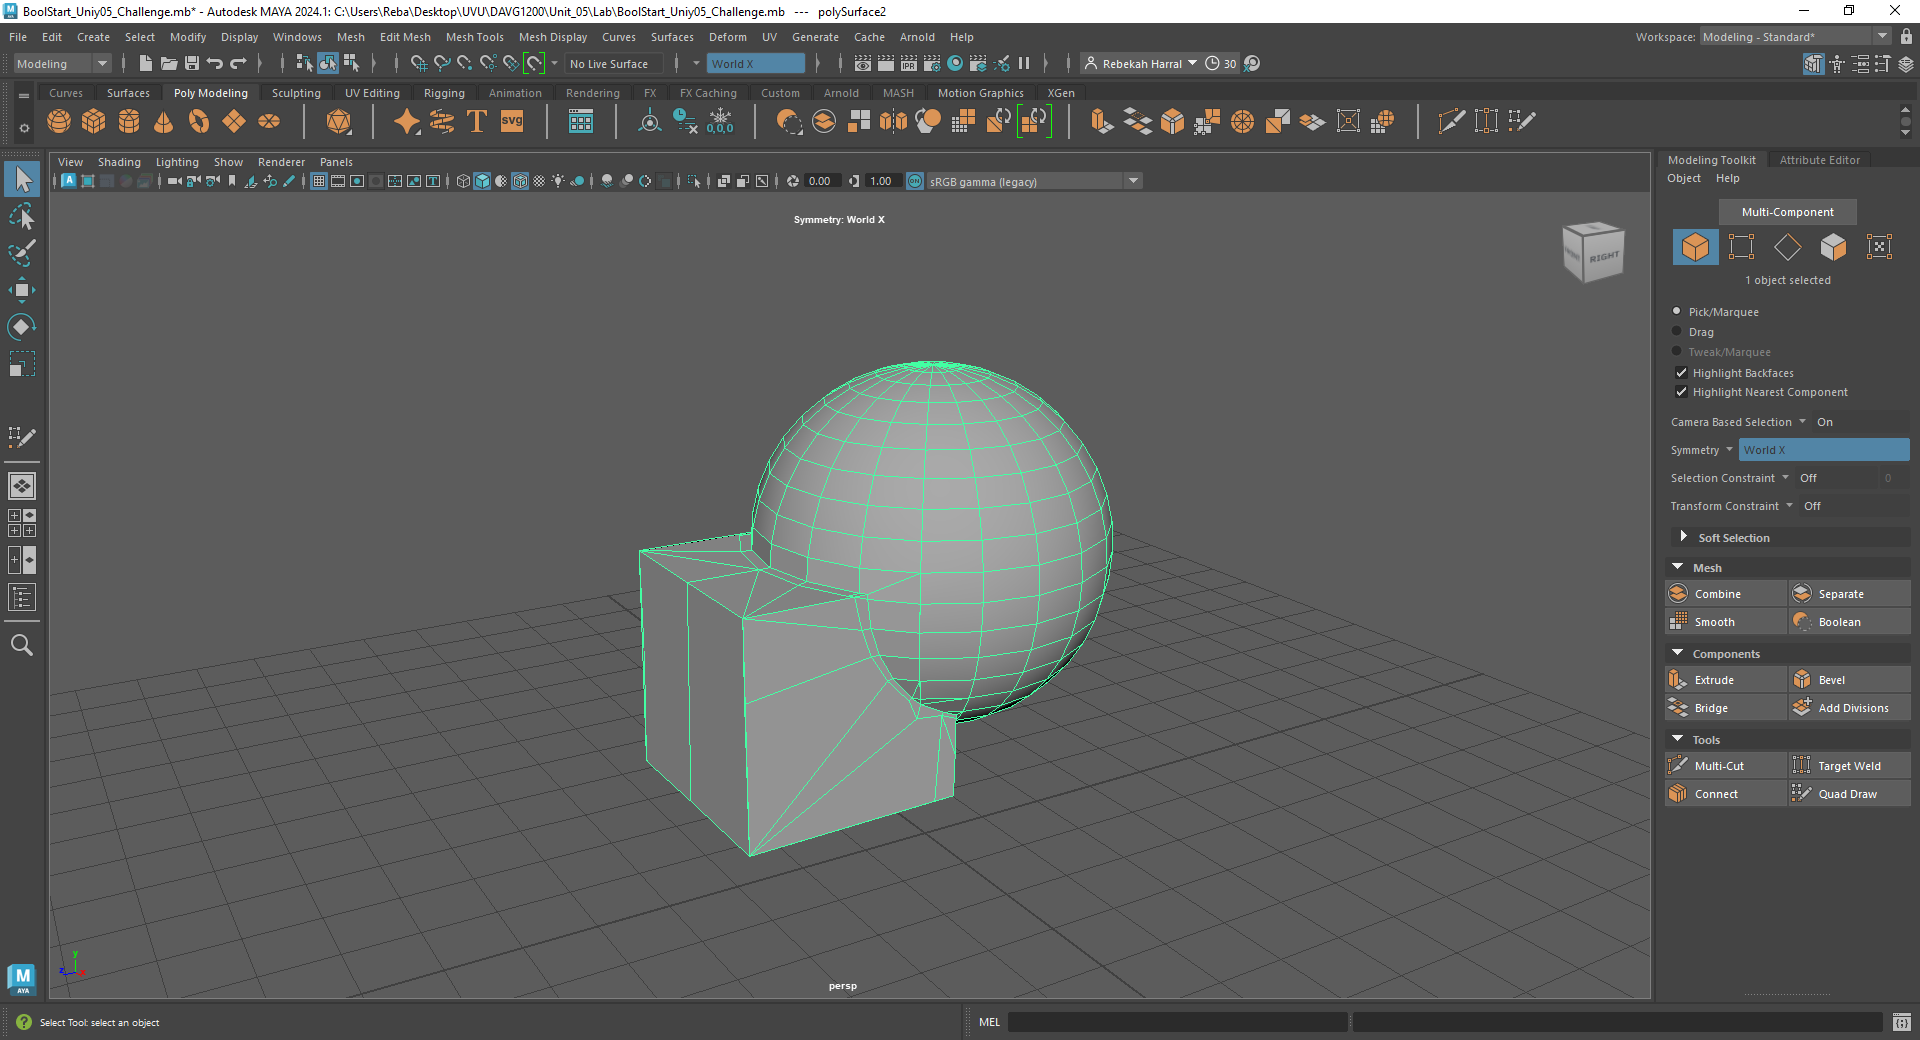 BoolStart_Uniy05_Challenge.mb* - Autodesk MAYA 2024.1: C:\Users\Reba\Desktop\UVU\DAVG1200\Unit_05\Lab\BoolStart_Uniy05_Challenge.mb --- polySurface2
File Edit Create Select Modify Display Windows Mesh Edit Mesh Mesh Tools Mesh Display Curves Surfaces Deform UV Generate Cache Arnold Help
Workspace: Modeling - Standard*
Modeling No Live Surface World X IPR Rebekah Harral 30
Curves Surfaces Poly Modeling Sculpting UV Editing Rigging Animation Rendering FX FX Caching Custom Arnold MASH Motion Graphics XGen
T svg 0,0,0
View Shading Lighting Show Renderer Panels
0.00 1.00 ON sRGB gamma (legacy)
Symmetry: World X
RIGHT
persp
y
z
x
Modeling Toolkit Attribute Editor
Object Help
Multi-Component
1 object selected
Pick/Marquee
Drag
Tweak/Marquee
Highlight Backfaces
Highlight Nearest Component
Camera Based Selection On
Symmetry World X
Selection Constraint Off 0
Transform Constraint Off
Soft Selection
Mesh
Combine Separate
Smooth Boolean
Components
Extrude Bevel
Bridge Add Divisions
Tools
Multi-Cut Target Weld
Connect Quad Draw
M
AYA
Select Tool: select an object
MEL